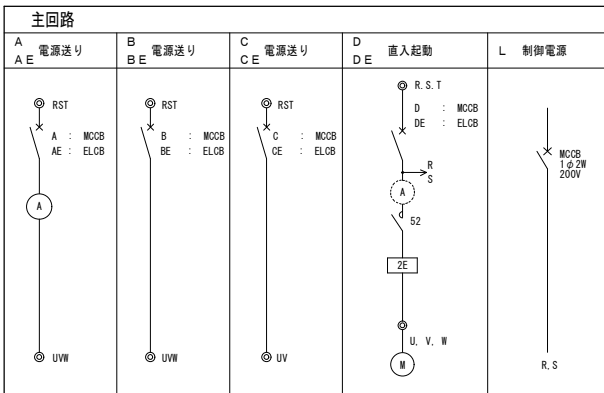 主回路
A
AE 電源送り
B
BE 電源送り
C
CE 電源送り
D
DE 直入起動
L 制御電源
RST
A : MCCB
AE : ELCB
A
UVW
RST
B : MCCB
BE : ELCB
UVW
RST
C : MCCB
CE : ELCB
UV
R.S.T
D : MCCB
DE : ELCB
R
S
A
52
2E
U, V, W
M
MCCB
1φ2W
200V
R,S